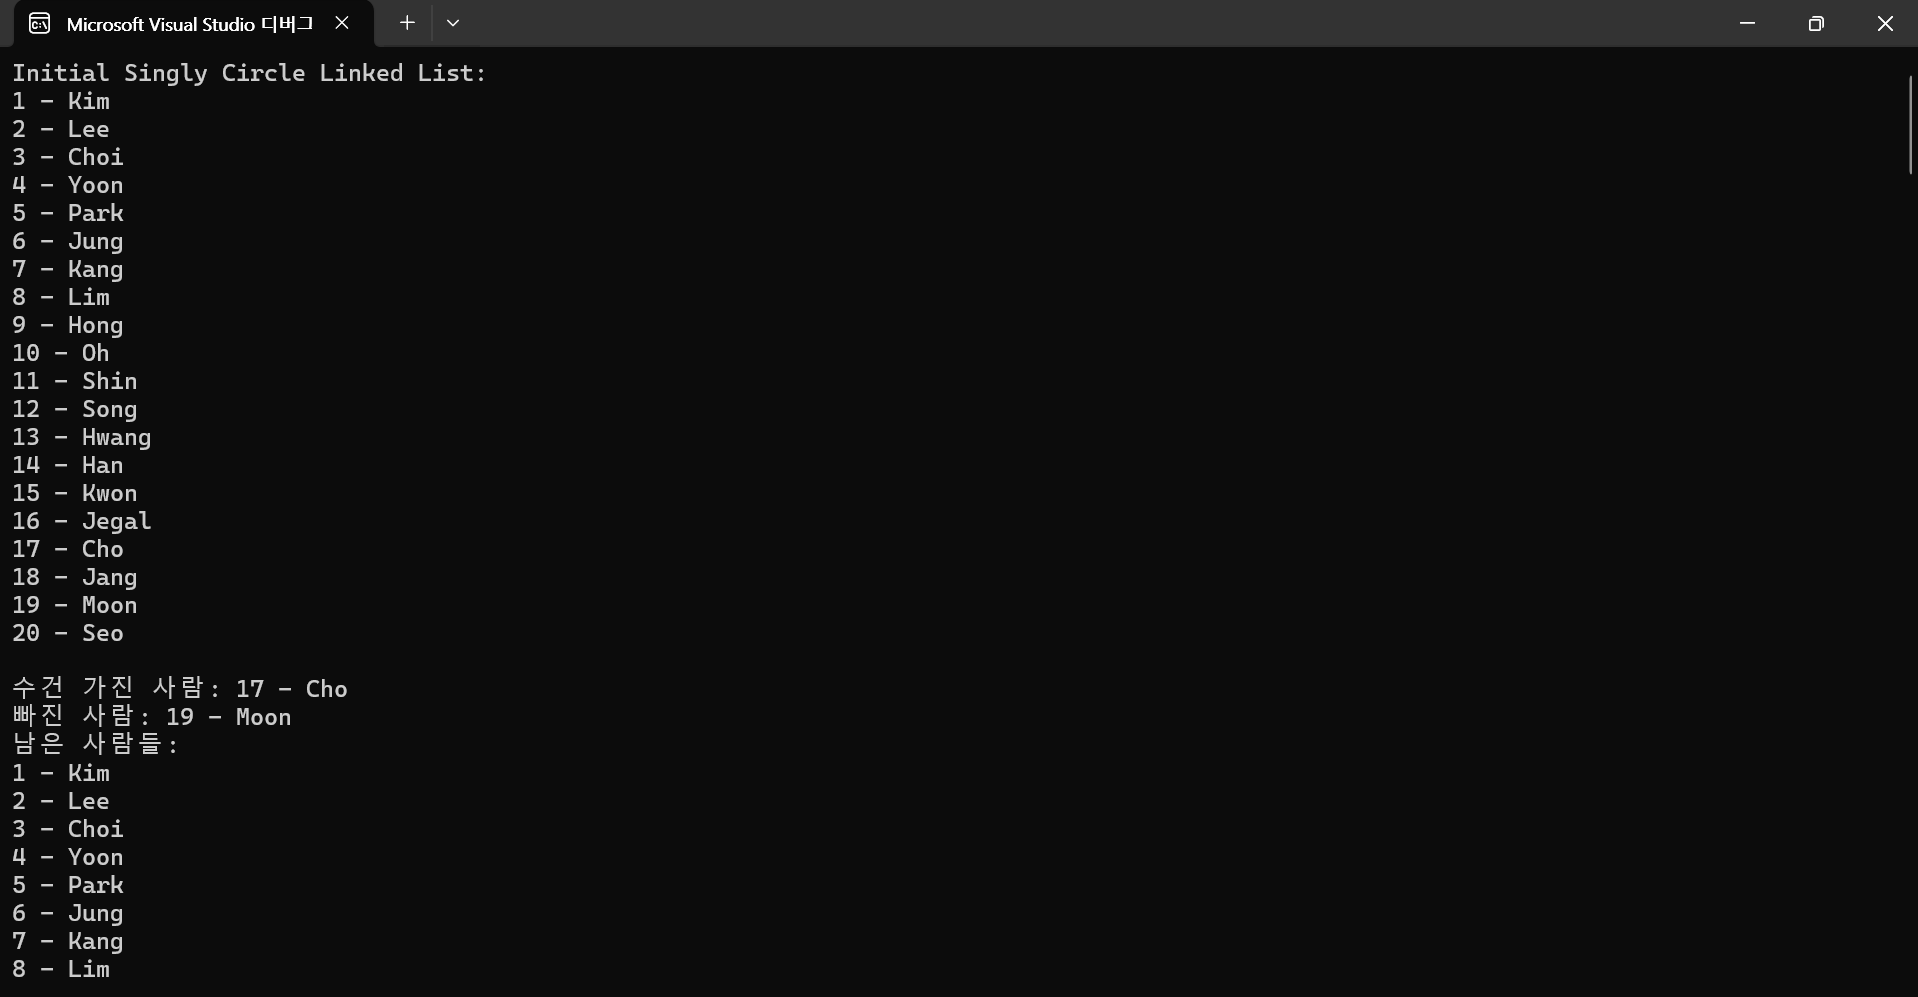 Microsoft Visual Studio 디버그
Initial Singly Circle Linked List:
1 - Kim
2 - Lee
3 - Choi
4 - Yoon
5 - Park
6 - Jung
7 - Kang
8 - Lim
9 - Hong
10 - Oh
11 - Shin
12 - Song
13 - Hwang
14 - Han
15 - Kwon
16 - Jegal
17 - Cho
18 - Jang
19 - Moon
20 - Seo
수건 가진 사람: 17 - Cho
빠진 사람: 19 - Moon
남은 사람들:
1 - Kim
2 - Lee
3 - Choi
4 - Yoon
5 - Park
6 - Jung
7 - Kang
8 - Lim